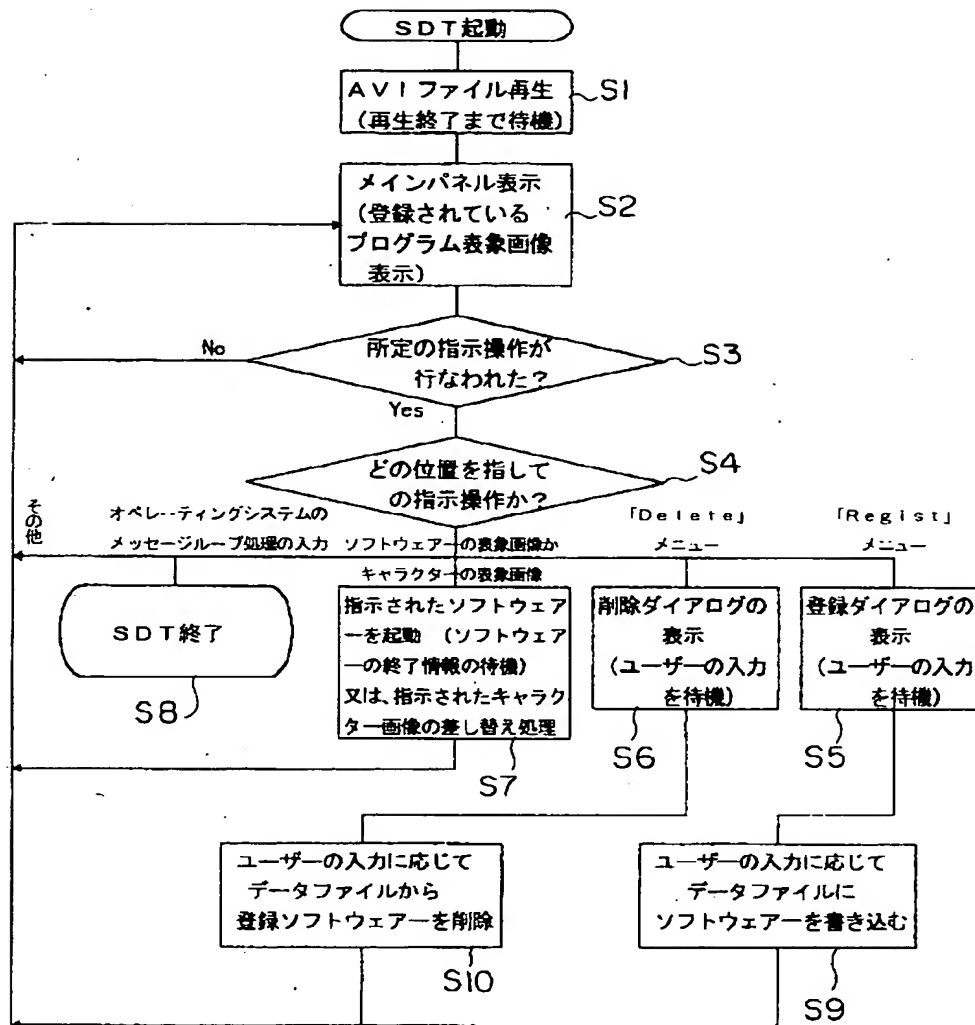 SDT起動
AVIファイル再生
(再生終了まで待機)
S1
メインパネル表示
(登録されている
プログラム表象画像
表示)
S2
No
所定の指示操作が
行なわれた?
S3
Yes
どの位置を指して
の指示操作か?
S4
その他
オペレーティングシステムの
メッセージループ処理の入力
ソフトウェアーの表象画像か
キャラクターの表象画像
「Delete」
メニュー
「Regist」
メニュー
SDT終了
S8
指示されたソフトウェア
ーを起動 (ソフトウェア
ーの終了情報の待機)
又は、指示されたキャラク
ター画像の差し替え処理
S7
削除ダイアログの
表示
(ユーザーの入力
を待機)
S6
登録ダイアログの
表示
(ユーザーの入力
を待機)
S5
ユーザーの入力に応じて
データファイルから
登録ソフトウェアーを削除
S10
ユーザーの入力に応じて
データファイルに
ソフトウェアーを書き込む
S9